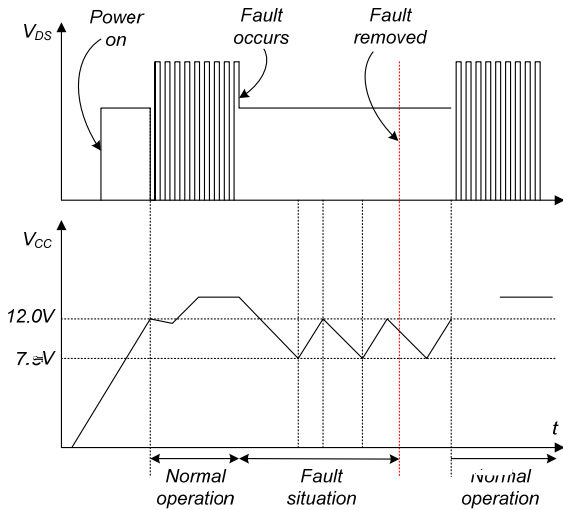 Power
on
Fault
occurs
Fault
removed
V_DS
V_CC
12.0V
t
Normal
operation
Fault
situation
Normal
operation